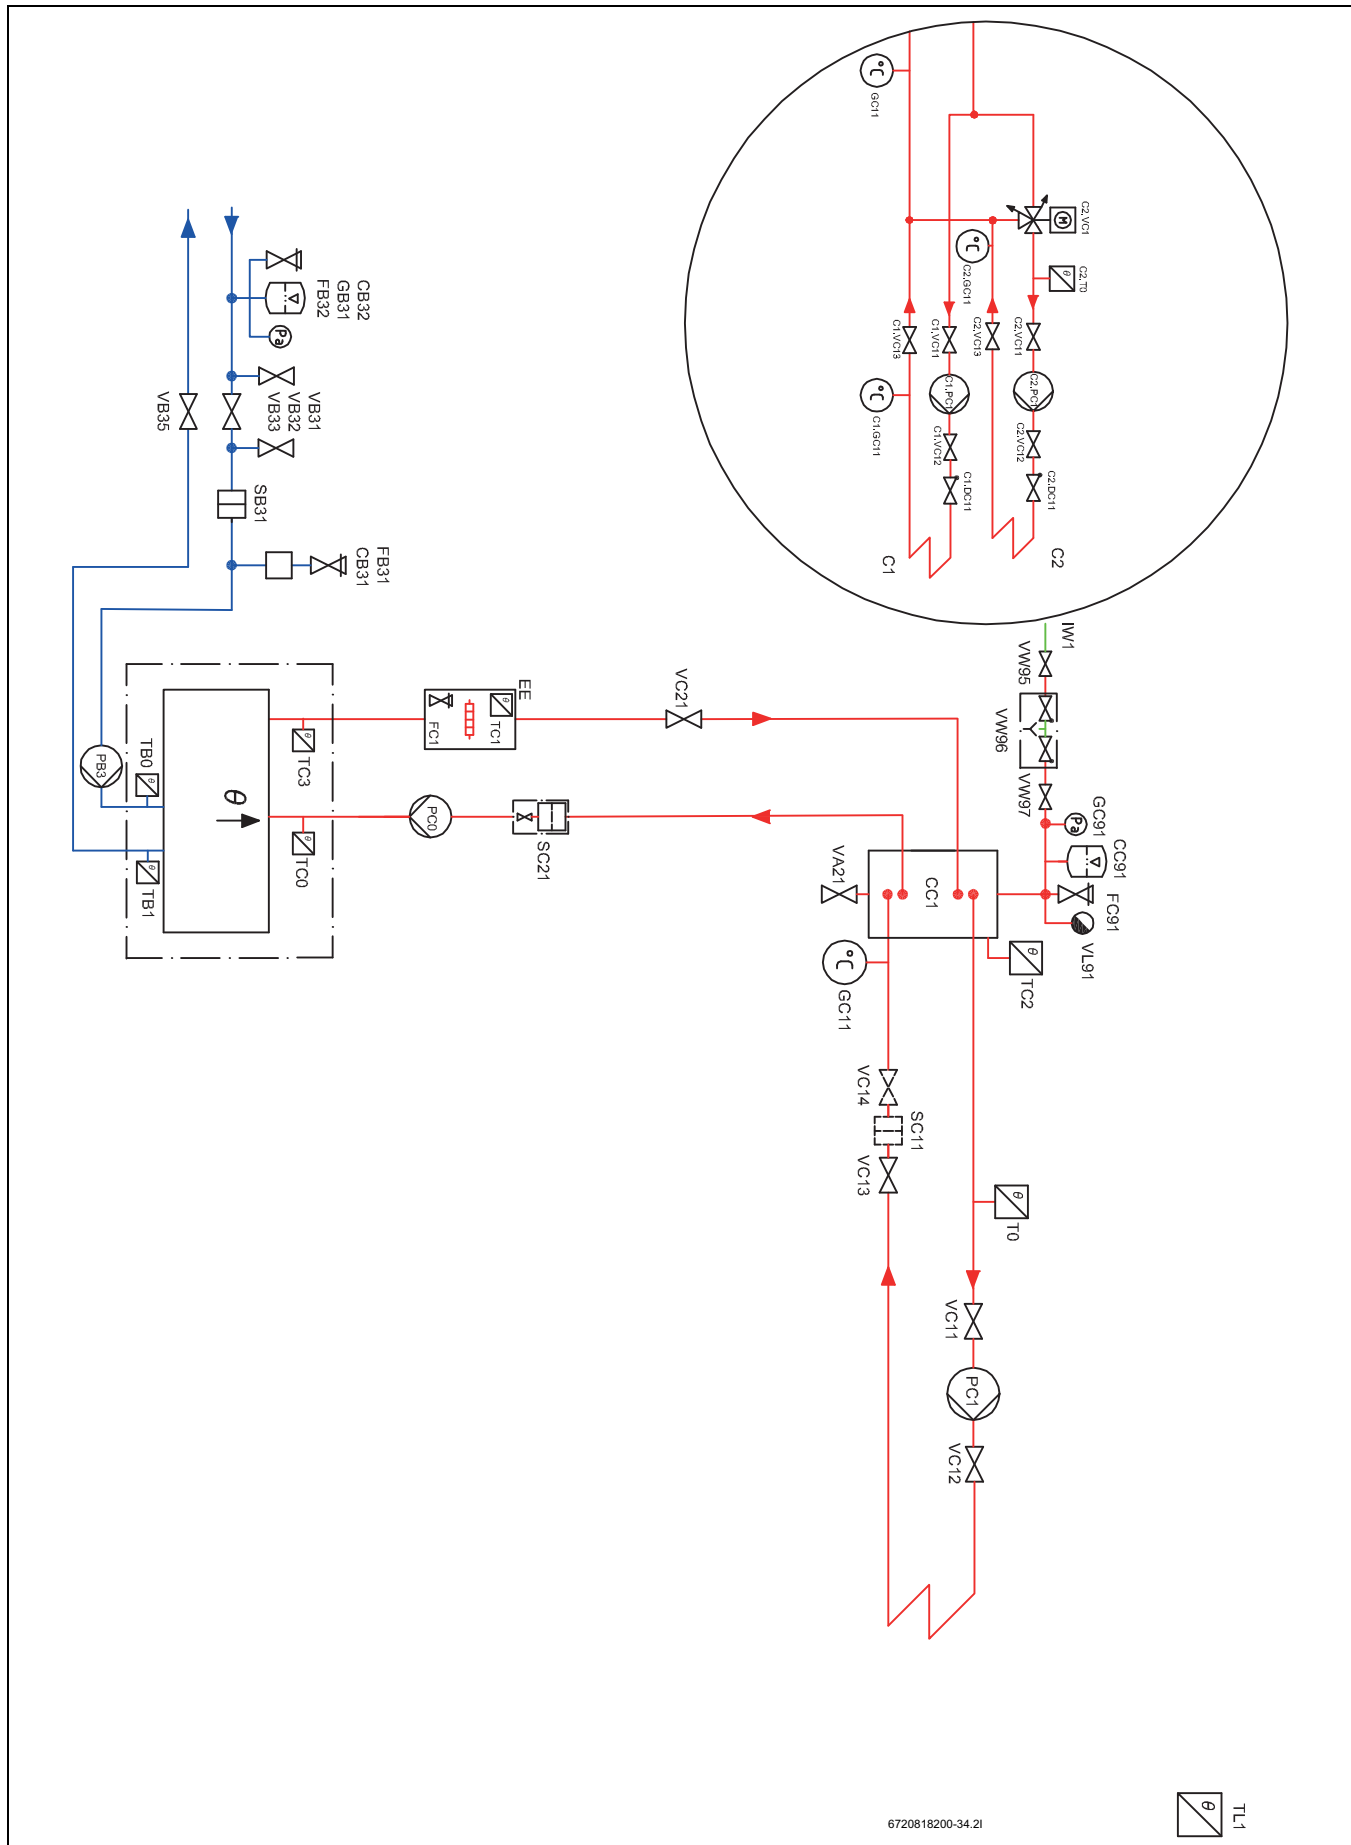 °C
GC11
C2,VC1
M
C2,T0
θ
°C
C2,GC11
C1,VC13
C1,VC11
C2,VC13
C2,VC11
°C
C1,GC11
C1,PC1
C2,PC1
C1,VC12
C2,VC12
C1,DC11
C2,DC11
C1
C2
CB32
GB31
FB32
Pa
VB31
VB32
VB33
VB35
SB31
FB31
CB31
IW1
VW95
VW96
VW97
GC91
Pa
CC91
FC91
VL91
EE
θ
TC1
FC1
VC21
TB0
θ
PB3
θ
TC3
θ
PC0
SC21
θ
TC0
θ
TB1
VA21
CC1
θ
TC2
°C
GC11
VC14
SC11
VC13
θ
T0
VC11
PC1
VC12
θ
TL1
6720818200-34.2I